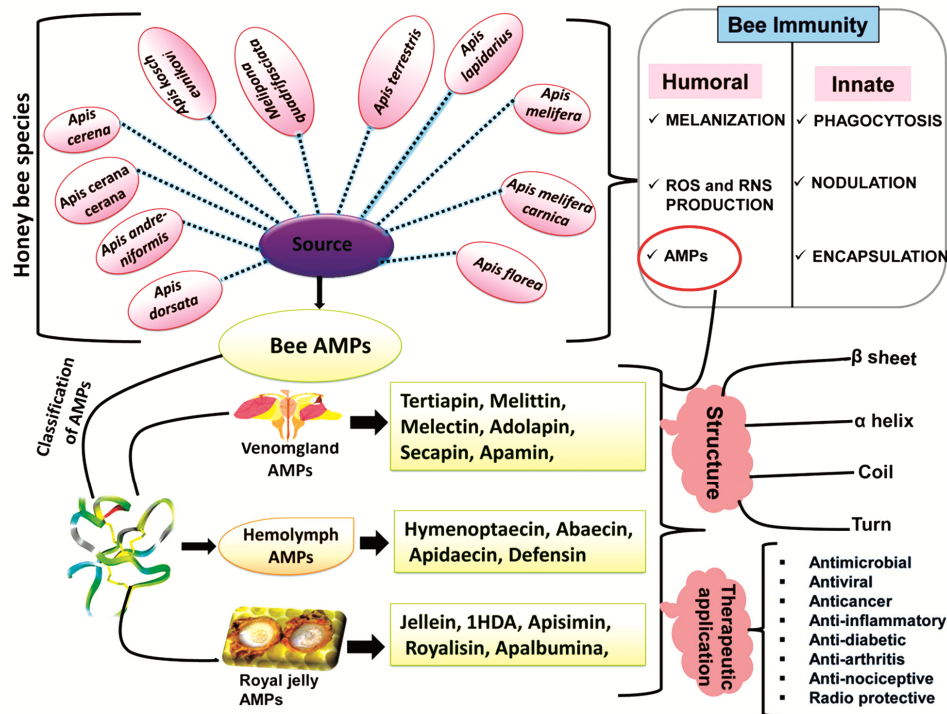 Honey bee species
Apis
cerena
Apis cerana
cerana
Apis andre-
niformis
Apis
dorsata
Apis kosch
evnikovi
Melipona
quadrifasciata
Apis terrestris
Apis
lapidarius
Apis
melifera
Apis melifera
carnica
Apis florea
Source
Bee AMPs
Bee Immunity
Humoral
✓ MELANIZATION
✓ ROS and RNS
PRODUCTION
✓ AMPs
Innate
✓ PHAGOCYTOSIS
✓ NODULATION
✓ ENCAPSULATION
Classification
of AMPs
Venomgland
AMPs
Tertiapin, Melittin,
Melectin, Adolapin,
Secapin, Apamin,
Hemolymph
AMPs
Hymenoptaecin, Abaecin,
Apidaecin, Defensin
Royal jelly
AMPs
Jellein, 1HDA, Apisimin,
Royalisin, Apalbumina,
Structure
β sheet
α helix
Coil
Turn
Therapeutic
application
▪ Antimicrobial
▪ Antiviral
▪ Anticancer
▪ Anti-inflammatory
▪ Anti-diabetic
▪ Anti-arthritis
▪ Anti-nociceptive
▪ Radio protective